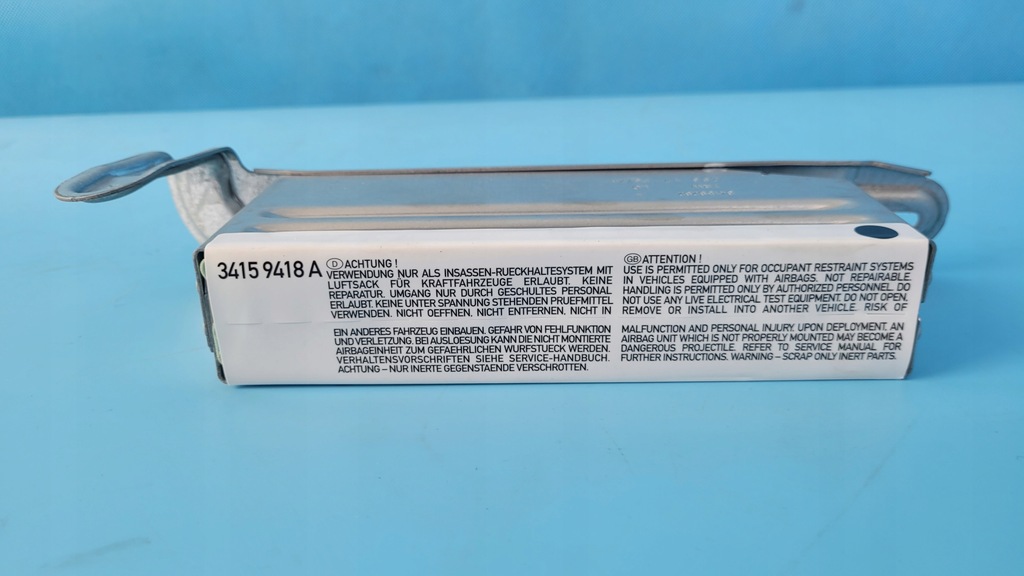 34159418 A
Ⓓ ACHTUNG !
VERWENDUNG NUR ALS INSASSEN-RUECKHALTESYSTEM MIT
LUFTSACK FÜR KRAFTFAHRZEUGE ERLAUBT. KEINE
REPARATUR. UMGANG NUR DURCH GESCHULTES PERSONAL
ERLAUBT. KEINE UNTER SPANNUNG STEHENDEN PRUEFMITTEL
VERWENDEN. NICHT OEFFNEN. NICHT ENTFERNEN. NICHT IN
EIN ANDERES FAHRZEUG EINBAUEN. GEFAHR VON FEHLFUNKTION
UND VERLETZUNG. BEI AUSLOESUNG KANN DIE NICHT MONTIERTE
AIRBAGEINHEIT ZUM GEFAEHRLICHEN WURFSTUECK WERDEN.
VERHALTENSVORSCHRIFTEN SIEHE SERVICE-HANDBUCH.
ACHTUNG – NUR INERTE GEGENSTAENDE VERSCHROTTEN.
GB ATTENTION !
USE IS PERMITTED ONLY FOR OCCUPANT RESTRAINT SYSTEMS
IN VEHICLES EQUIPPED WITH AIRBAGS. NOT REPAIRABLE.
HANDLING IS PERMITTED ONLY BY AUTHORIZED PERSONNEL. DO
NOT USE ANY LIVE ELECTRICAL TEST EQUIPMENT. DO NOT OPEN,
REMOVE OR INSTALL INTO ANOTHER VEHICLE. RISK OF
MALFUNCTION AND PERSONAL INJURY. UPON DEPLOYMENT, AN
AIRBAG UNIT WHICH IS NOT PROPERLY MOUNTED MAY BECOME A
DANGEROUS PROJECTILE. REFER TO SERVICE MANUAL FOR
FURTHER INSTRUCTIONS. WARNING – SCRAP ONLY INERT PARTS.